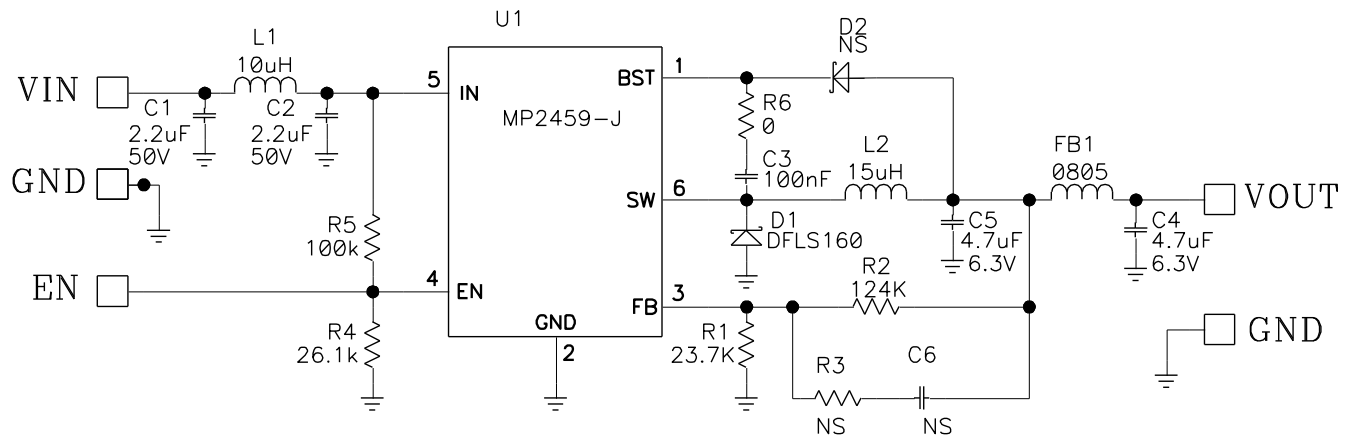 U1
MP2459-J
VIN
C1
2.2uF
50V
L1
10uH
C2
2.2uF
50V
GND
EN
R5
100k
R4
26.1k
5
IN
4
EN
GND
2
BST
1
SW
6
FB
3
D2
NS
R6
0
C3
100nF
D1
DFLS160
L2
15uH
C5
4.7uF
6.3V
FB1
0805
C4
4.7uF
6.3V
VOUT
R2
124K
R1
23.7K
R3
NS
C6
NS
GND